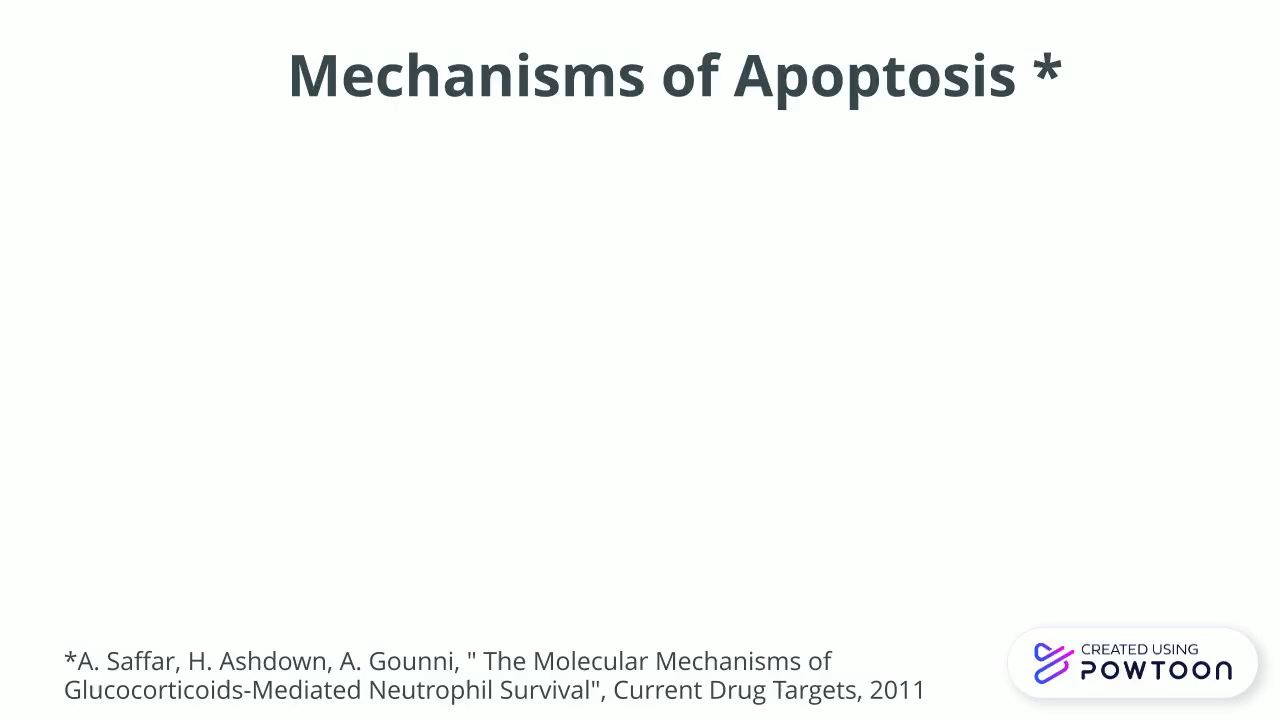 Mechanisms of Apoptosis *
*A. Saffar, H. Ashdown, A. Gounni, " The Molecular Mechanisms of
Glucocorticoids-Mediated Neutrophil Survival", Current Drug Targets, 2011
CREATED USING
POWTOON